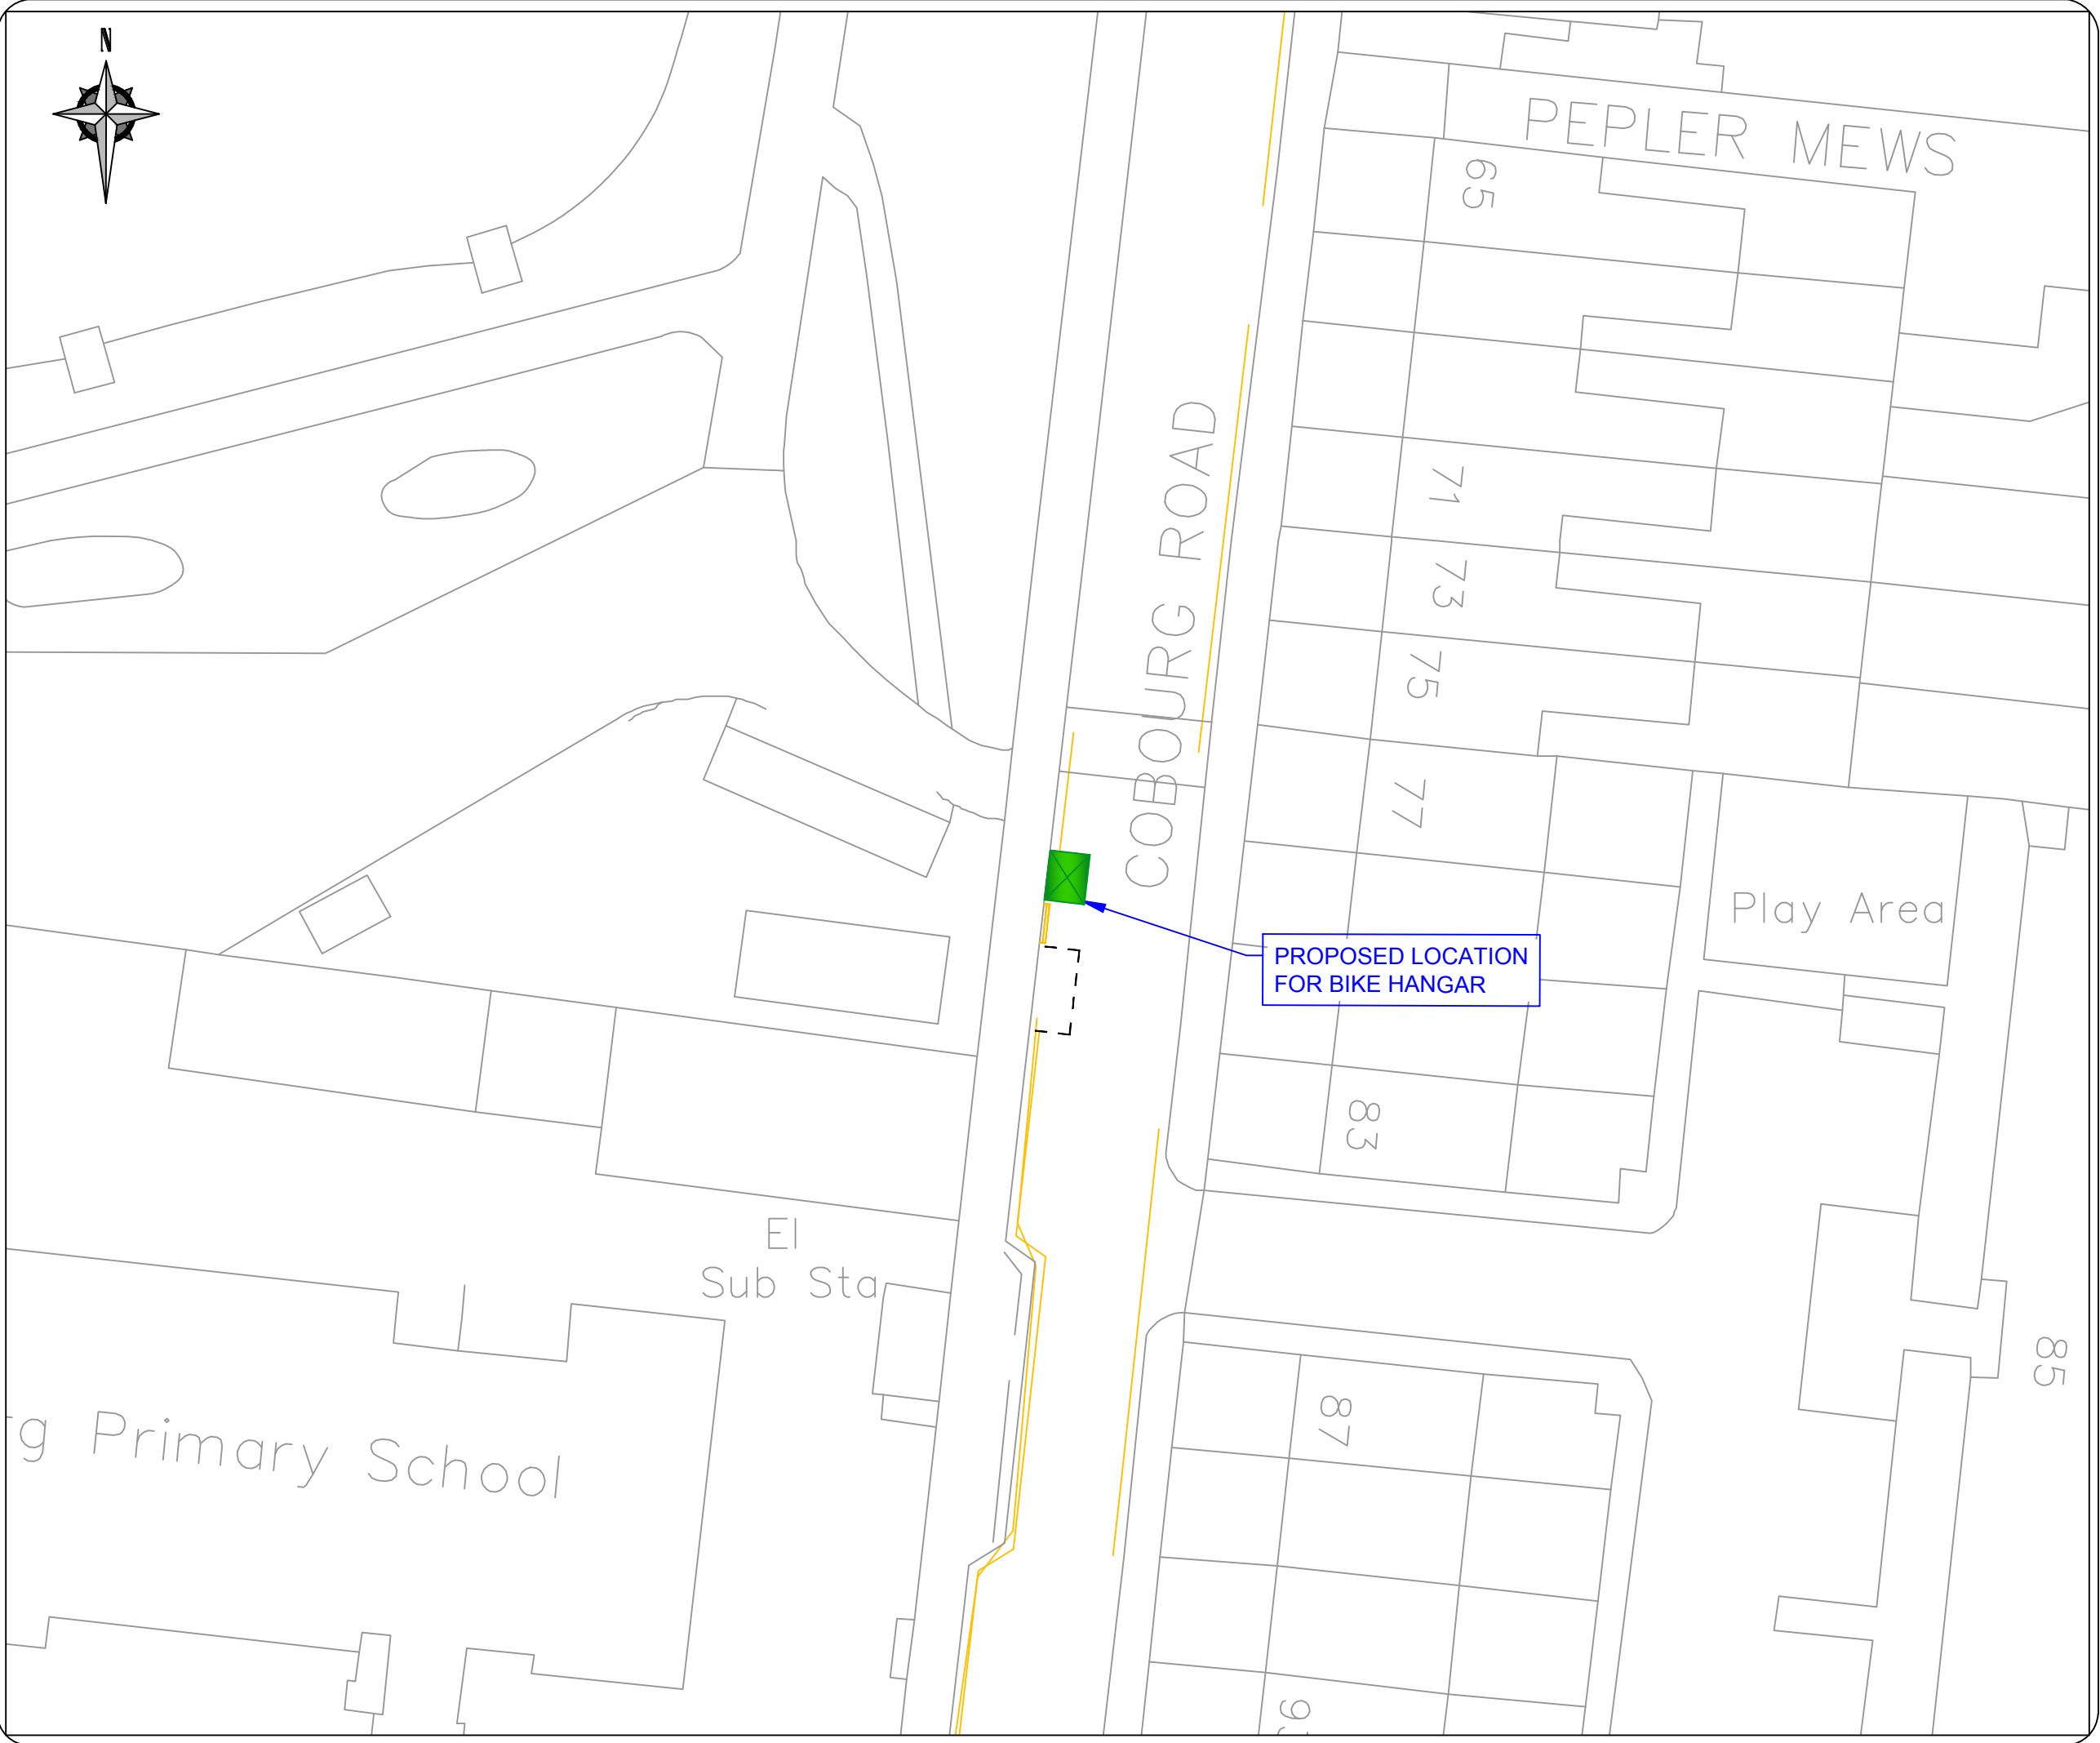 N
PEPLER MEWS
65
COBOURG ROAD
71
73
75
77
Play Area
PROPOSED LOCATION
FOR BIKE HANGAR
83
El
Sub Sta
85
87
g Primary School